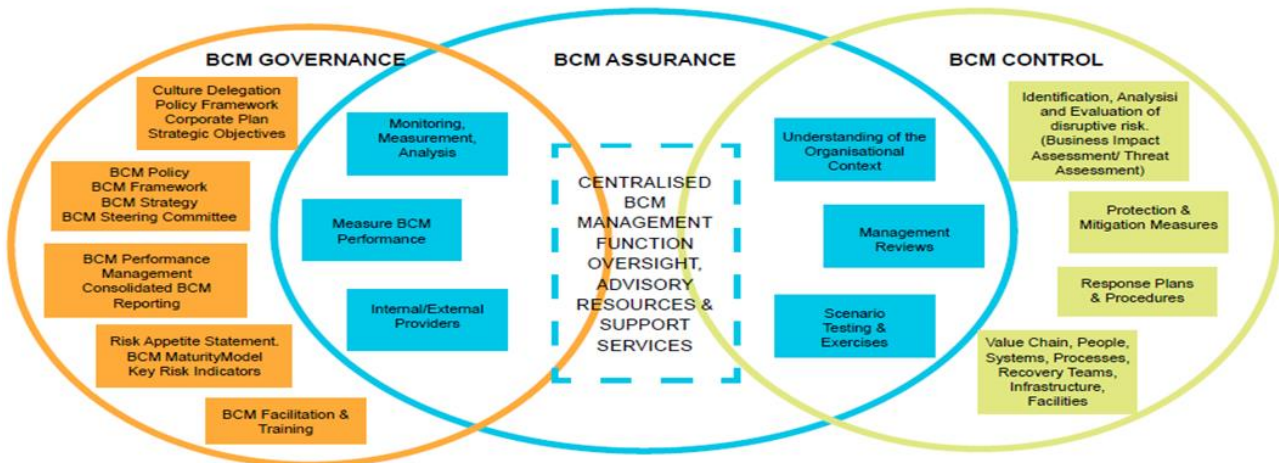 BCM GOVERNANCE
Culture Delegation
Policy Framework
Corporate Plan
Strategic Objectives
BCM Policy
BCM Framework
BCM Strategy
BCM Steering Committee
BCM Performance
Management
Consolidated BCM
Reporting
Risk Appetite Statement.
BCM MaturityModel
Key Risk Indicators
BCM Facilitation &
Training
BCM ASSURANCE
Monitoring,
Measurement,
Analysis
Measure BCM
Performance
Internal/External
Providers
CENTRALISED
BCM
MANAGEMENT
FUNCTION
OVERSIGHT,
ADVISORY
RESOURCES &
SUPPORT
SERVICES
Understanding of the
Organisational
Context
Management
Reviews
Scenario
Testing &
Exercises
BCM CONTROL
Identification, Analysisi
and Evaluation of
disruptive risk.
(Business Impact
Assessment/ Threat
Assessment)
Protection &
Mitigation Measures
Response Plans
& Procedures
Value Chain, People,
Systems, Processes,
Recovery Teams,
Infrastructure,
Facilities